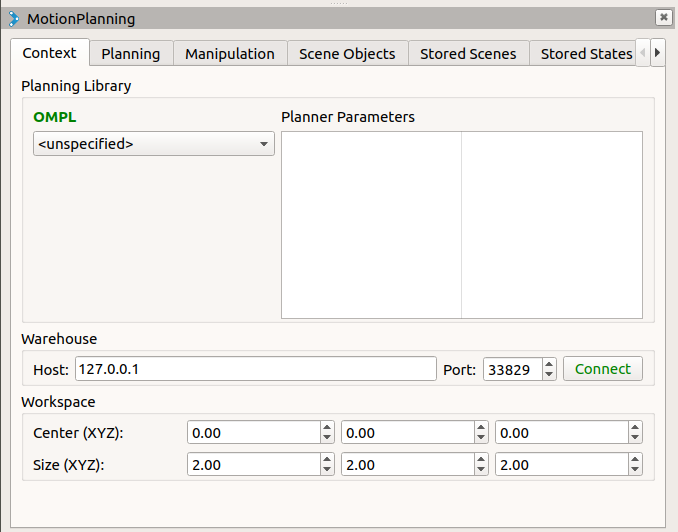 MotionPlanning
Context Planning Manipulation Scene Objects Stored Scenes Stored States
Planning Library
OMPL Planner Parameters
<unspecified>
Warehouse
Host: 127.0.0.1 Port: 33829 Connect
Workspace
Center (XYZ): 0.00 0.00 0.00
Size (XYZ): 2.00 2.00 2.00